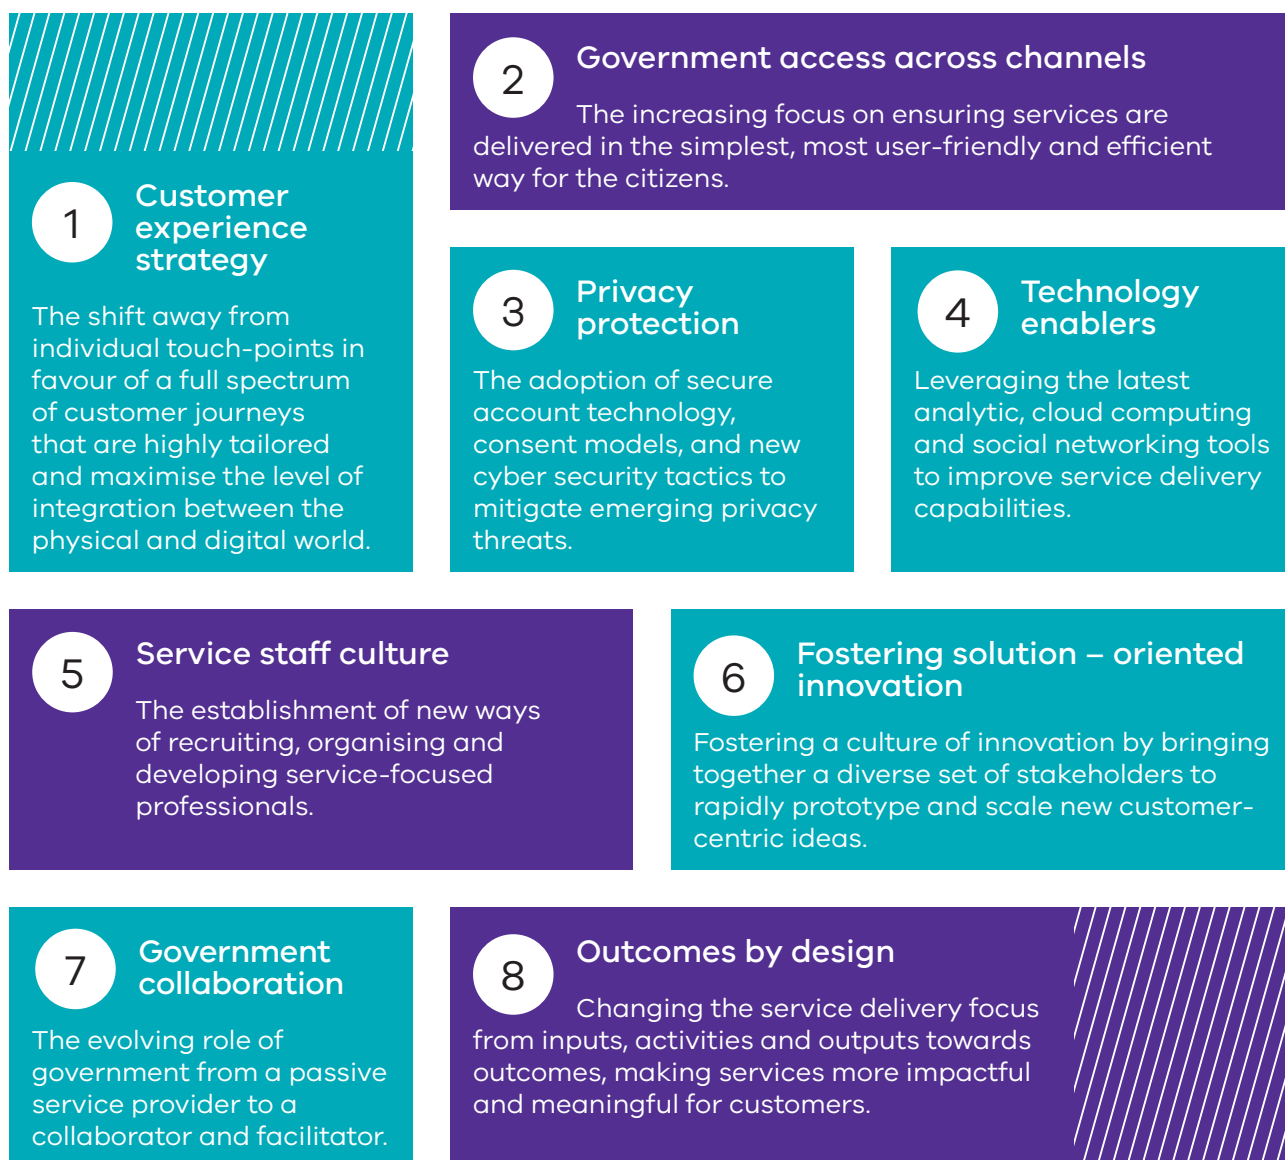 1
Customer
experience
strategy
The shift away from
individual touch-points in
favour of a full spectrum
of customer journeys
that are highly tailored
and maximise the level of
integration between the
physical and digital world.
2
Government access across channels
The increasing focus on ensuring services are
delivered in the simplest, most user-friendly and efficient
way for the citizens.
3
Privacy
protection
The adoption of secure
account technology,
consent models, and new
cyber security tactics to
mitigate emerging privacy
threats.
4
Technology
enablers
Leveraging the latest
analytic, cloud computing
and social networking tools
to improve service delivery
capabilities.
5
Service staff culture
The establishment of new ways
of recruiting, organising and
developing service-focused
professionals.
6
Fostering solution – oriented
innovation
Fostering a culture of innovation by bringing
together a diverse set of stakeholders to
rapidly prototype and scale new customer-
centric ideas.
7
Government
collaboration
The evolving role of
government from a passive
service provider to a
collaborator and facilitator.
8
Outcomes by design
Changing the service delivery focus
from inputs, activities and outputs towards
outcomes, making services more impactful
and meaningful for customers.